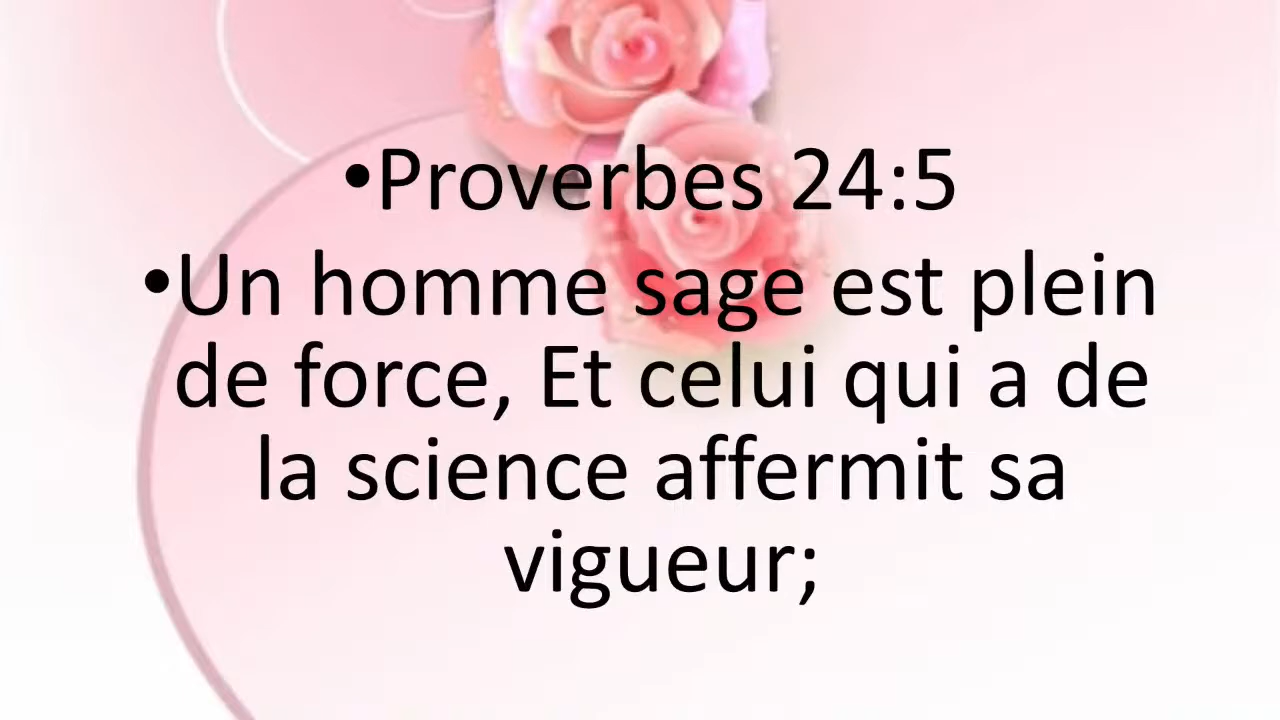 •Proverbes 24:5
•Un homme sage est plein
de force, Et celui qui a de
la science affermit sa
vigueur;